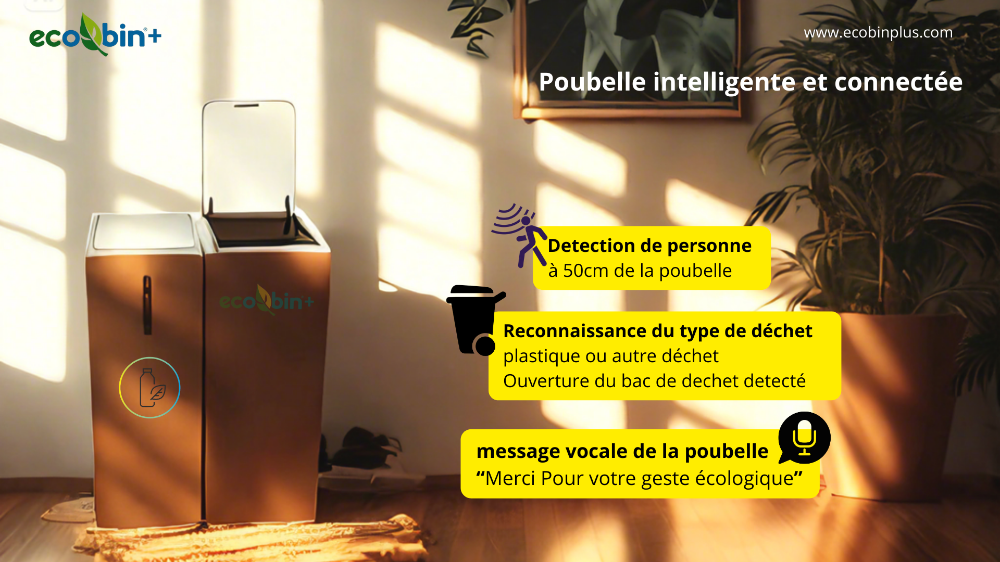 ecobin®+
www.ecobinplus.com
Poubelle intelligente et connectée
Detection de personne
à 50cm de la poubelle
ecobin+
Reconnaissance du type de déchet
plastique ou autre déchet
Ouverture du bac de dechet detecté
message vocale de la poubelle
“Merci Pour votre geste écologique”